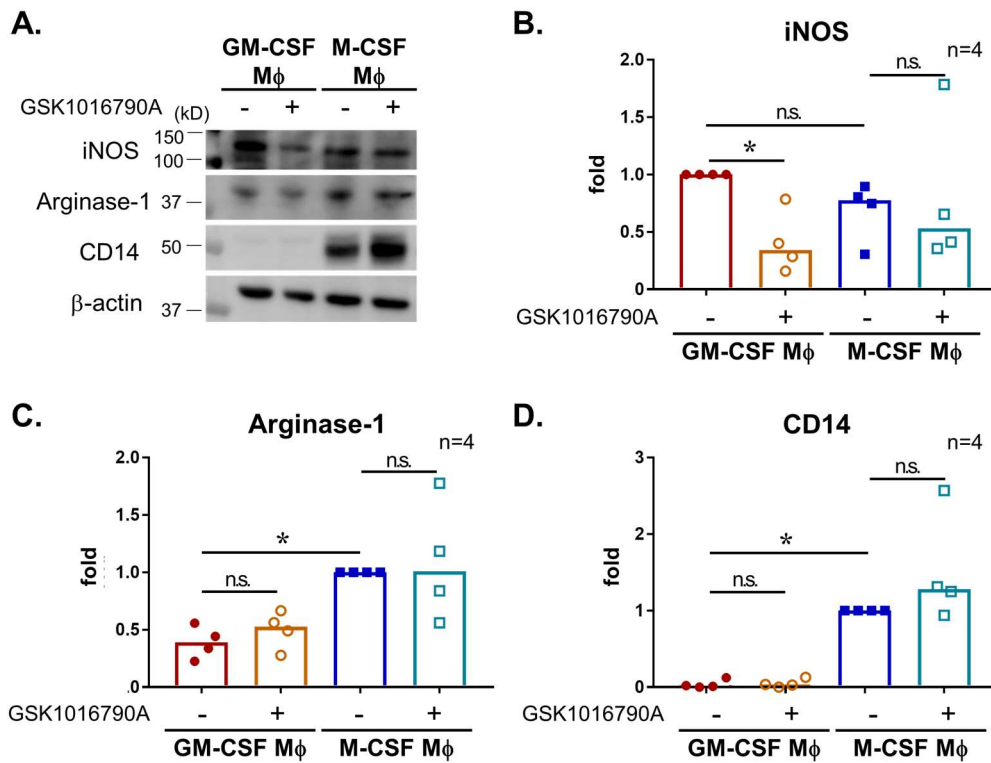 A.
GM-CSF Mϕ
M-CSF Mϕ
GSK1016790A (kD) - + - +
iNOS
150
100
Arginase-1
37
CD14
50
β-actin
37
B.
iNOS
n=4
n.s.
n.s.
*
fold
2.0
1.5
1.0
0.5
0
GSK1016790A - + - +
GM-CSF Mϕ M-CSF Mϕ
C.
Arginase-1
n=4
n.s.
*
n.s.
fold
2.0
1.5
1.0
0.5
.0
GSK1016790A - + - +
GM-CSF Mϕ M-CSF Mϕ
D.
CD14
n=4
n.s.
*
n.s.
fold
3
2
1
0
GSK1016790A - + - +
GM-CSF Mϕ M-CSF Mϕ